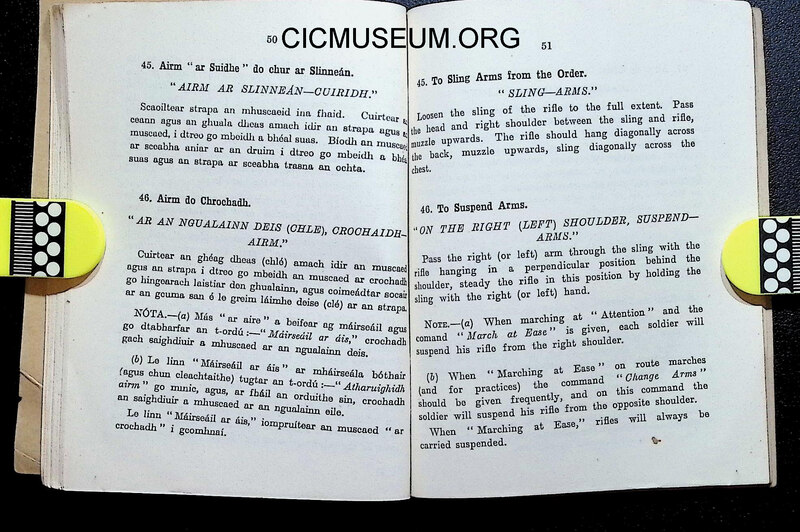 50
CICMUSEUM.ORG
45. Airm "ar Suidhe" do chur ar Slinneán.
"AIRM AR SLINNEÁN—CUIRIDH."
Scaoiltear strapa an mhuscaeid ina fhaid. Cuirtear
ceann agus an ghuala dheas amach idir an strapa agus
muscaed, i dtreo go mbeidh a bhéal suas. Bíodh an muscaed
ar sceabha aniar ar an druim i dtreo go mbeidh a bhéal
suas agus an strapa ar sceabha trasna an ochta.
46. Airm do Chrochadh.
"AR AN NGUALAINN DEIS (CHLE), CROCHAIDH—
AIRM."
Cuirtear an ghéag dheas (chlé) amach idir an muscaed
agus an strapa i dtreo go mbeidh an muscaed ar crochadh
go hingearach laistiar den ghualainn, agus coimeádtar socair
ar an gcuma san é le greim láimhe deise (clé) ar an strapa.
NÓTA.—(a) Más "ar aire" a beifear ag máirseáil agus
go dtabharfar an t-ordú:—"Máirseáil ar áis," crochadh
gach saighdiuir a mhuscaed ar an ngualainn deis.
(b) Le linn "Máirseáil ar áis" ar mháirseála bóthair
(agus chun cleachtaithe) tugtar an t-ordú:—"Atharuighidh
airm" go minic, agus, ar fháil an orduithe sin, crochadh
an saighdiuir a mhuscaed ar an ngualainn eile.
Le linn "Máirseáil ar áis," iompruítear an muscaed "ar
crochadh" i gcomhnaí.
51
45. To Sling Arms from the Order.
"SLING—ARMS."
Loosen the sling of the rifle to the full extent. Pass
the head and right shoulder between the sling and rifle,
muzzle upwards. The rifle should hang diagonally across
the back, muzzle upwards, sling diagonally across the
chest.
46. To Suspend Arms.
"ON THE RIGHT (LEFT) SHOULDER, SUSPEND—
ARMS."
Pass the right (or left) arm through the sling with the
rifle hanging in a perpendicular position behind the
shoulder, steady the rifle in this position by holding the
sling with the right (or left) hand.
NOTE.—(a) When marching at "Attention" and the
comand "March at Ease" is given, each soldier will
suspend his rifle from the right shoulder.
(b) When "Marching at Ease" on route marches
(and for practices) the command "Change Arms"
should be given frequently, and on this command the
soldier will suspend his rifle from the opposite shoulder.
When "Marching at Ease," rifles will always be
carried suspended.